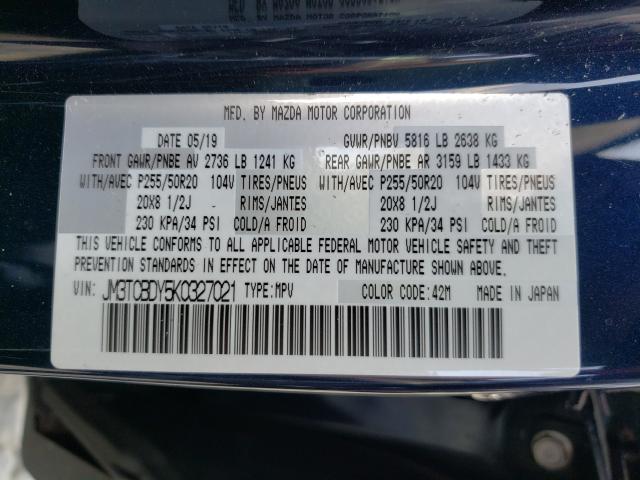 MFD. BY MAZDA MOTOR CORPORATION
DATE 05/19 GVWR/PNBV 5816 LB 2638 KG
FRONT GAWR/PNBE AV 2736 LB 1241 KG REAR GAWR/PNBE AR 3159 LB 1433 KG
WITH/AVEC P255/50R20 104V TIRES/PNEUS WITH/AVEC P255/50R20 104V TIRES/PNEUS
20X8 1/2J RIMS/JANTES 20X8 1/2J RIMS/JANTES
230 KPA/34 PSI COLD/A FROID 230 KPA/34 PSI COLD/A FROID
THIS VEHICLE CONFORMS TO ALL APPLICABLE FEDERAL MOTOR VEHICLE SAFETY AND THEFT
PREVENTION STANDARDS IN EFFECT ON THE DATE OF MANUFACTURE SHOWN ABOVE.
VIN: JM3TCBDY5K0327021 TYPE:MPV COLOR CODE:42M MADE IN JAPAN